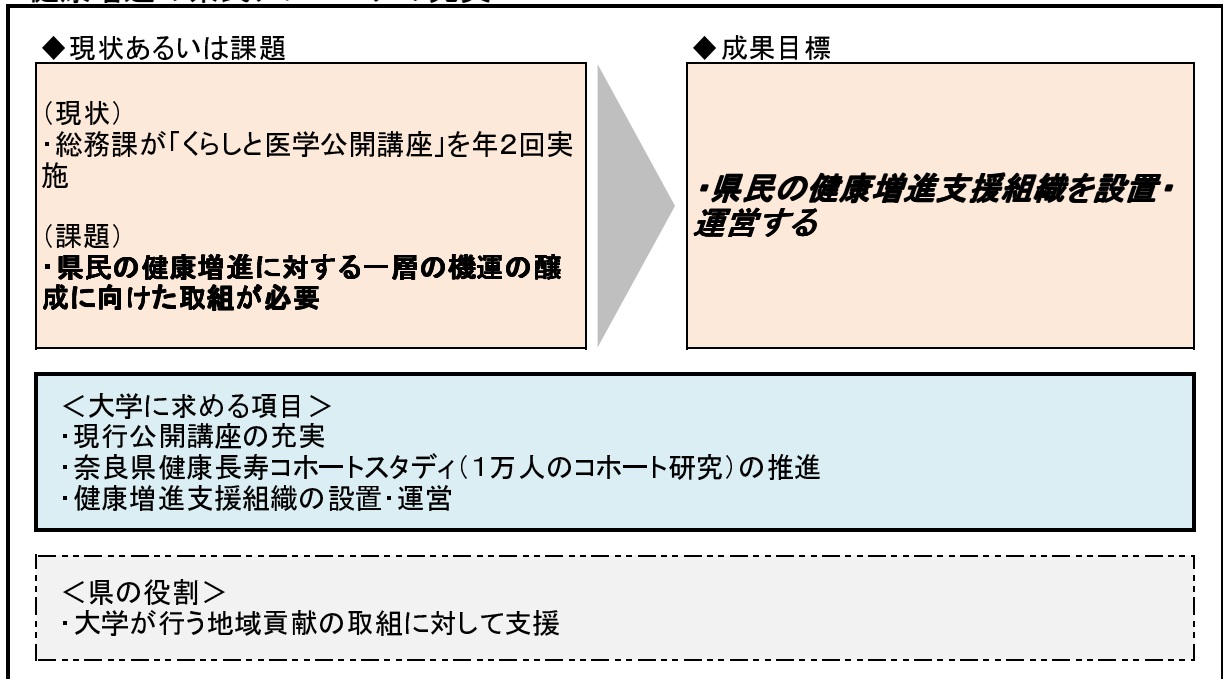 ◆現状あるいは課題
(現状)
・総務課が「くらしと医学公開講座」を年2回実
施
(課題)
・県民の健康増進に対する一層の機運の醸
成に向けた取組が必要
◆成果目標
・県民の健康増進支援組織を設置・
運営する
＜大学に求める項目＞
・現行公開講座の充実
・奈良県健康長寿コホートスタディ(1万人のコホート研究)の推進
・健康増進支援組織の設置・運営
＜県の役割＞
・大学が行う地域貢献の取組に対して支援